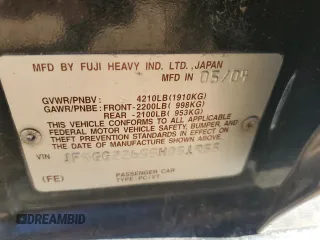 MFD BY FUJI HEAVY IND. LTD., JAPAN
MFD IN 05/04
GVWR/PNBV: 4210LB(1910KG)
GAWR/PNBE: FRONT-2200LB( 998KG)
REAR -2100LB( 953KG)
THIS VEHICLE CONFORMS TO ALL APPLICABLE
FEDERAL MOTOR VEHICLE SAFETY, BUMPER, AND
THEFT PREVENTION STANDARDS IN EFFECT ON THE
DATE OF MANUFACTURE SHOWN ABOVE.
VIN
(FE)
PASSENGER CAR
TYPE:PC/VT
DREAMBID